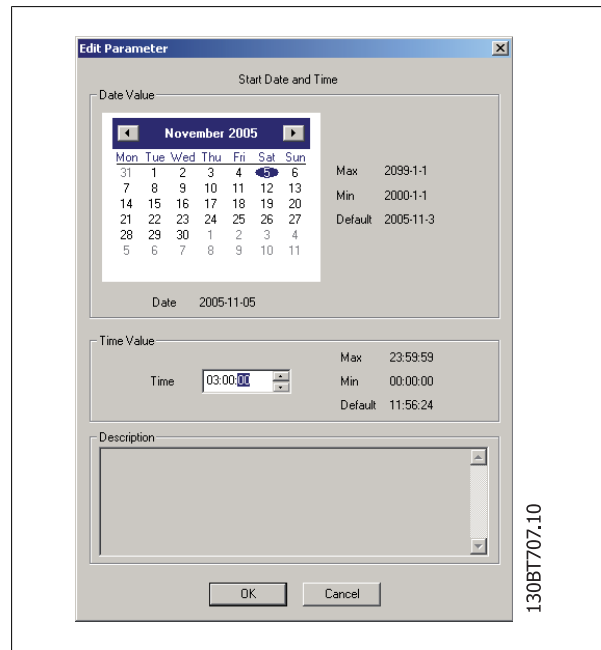 Edit Parameter
Start Date and Time
Date Value
November 2005
Mon Tue Wed Thu Fri Sat Sun
31 1 2 3 4 5 6
7 8 9 10 11 12 13
14 15 16 17 18 19 20
21 22 23 24 25 26 27
28 29 30 1 2 3 4
5 6 7 8 9 10 11
Max 2099-1-1
Min 2000-1-1
Default 2005-11-3
Date 2005-11-05
Time Value
Time 03:00:00
Max 23:59:59
Min 00:00:00
Default 11:56:24
Description
OK Cancel
130BT707.10